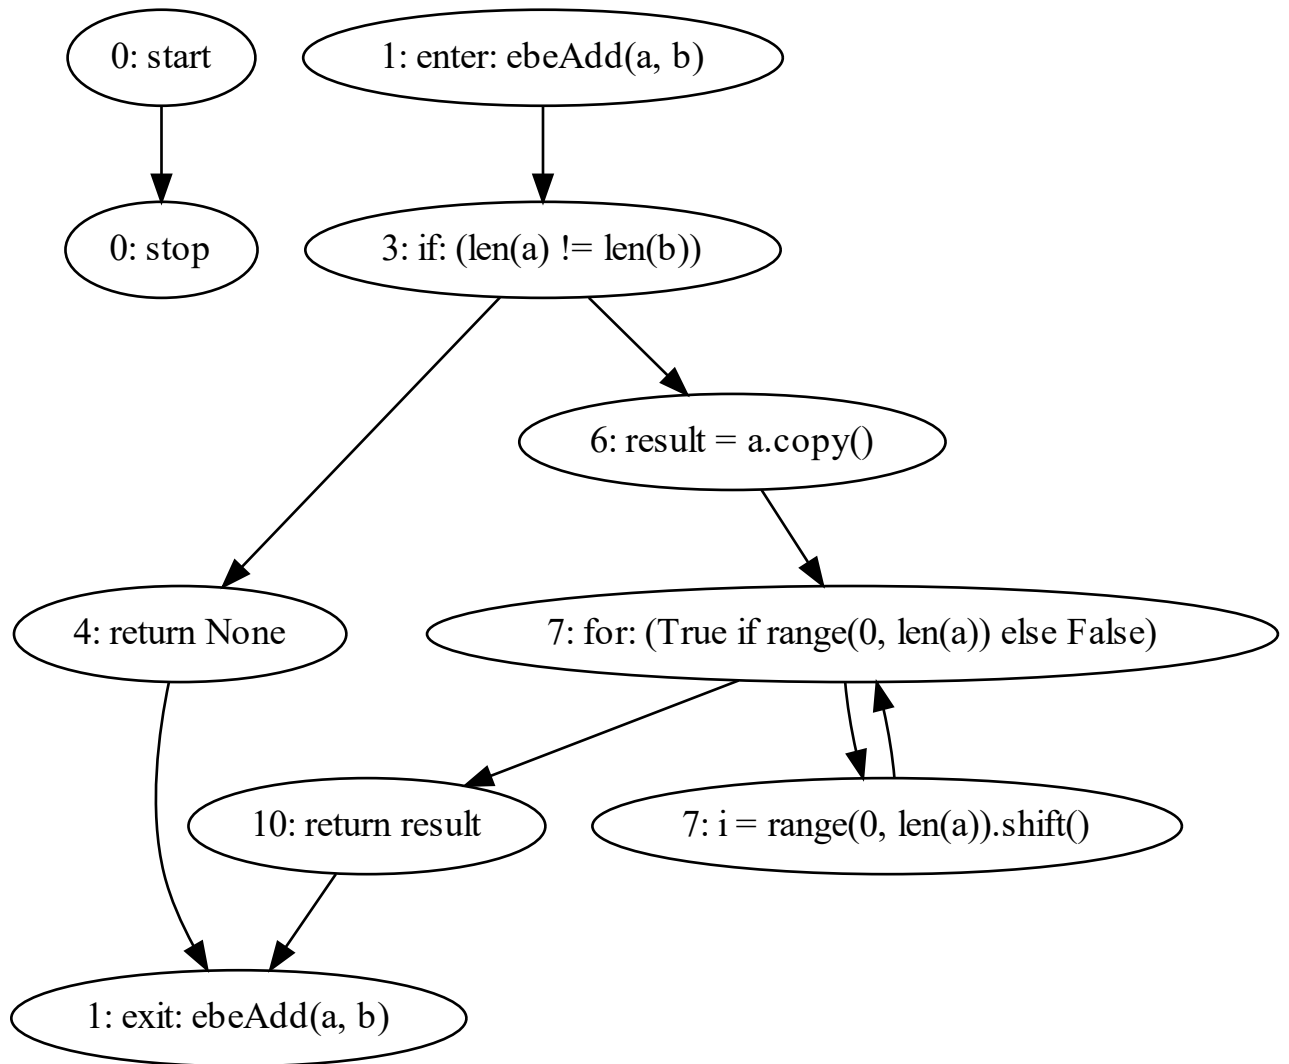 0: start
1: enter: ebeAdd(a, b)
0: stop
3: if: (len(a) != len(b))
6: result = a.copy()
4: return None
7: for: (True if range(0, len(a)) else False)
10: return result
7: i = range(0, len(a)).shift()
1: exit: ebeAdd(a, b)